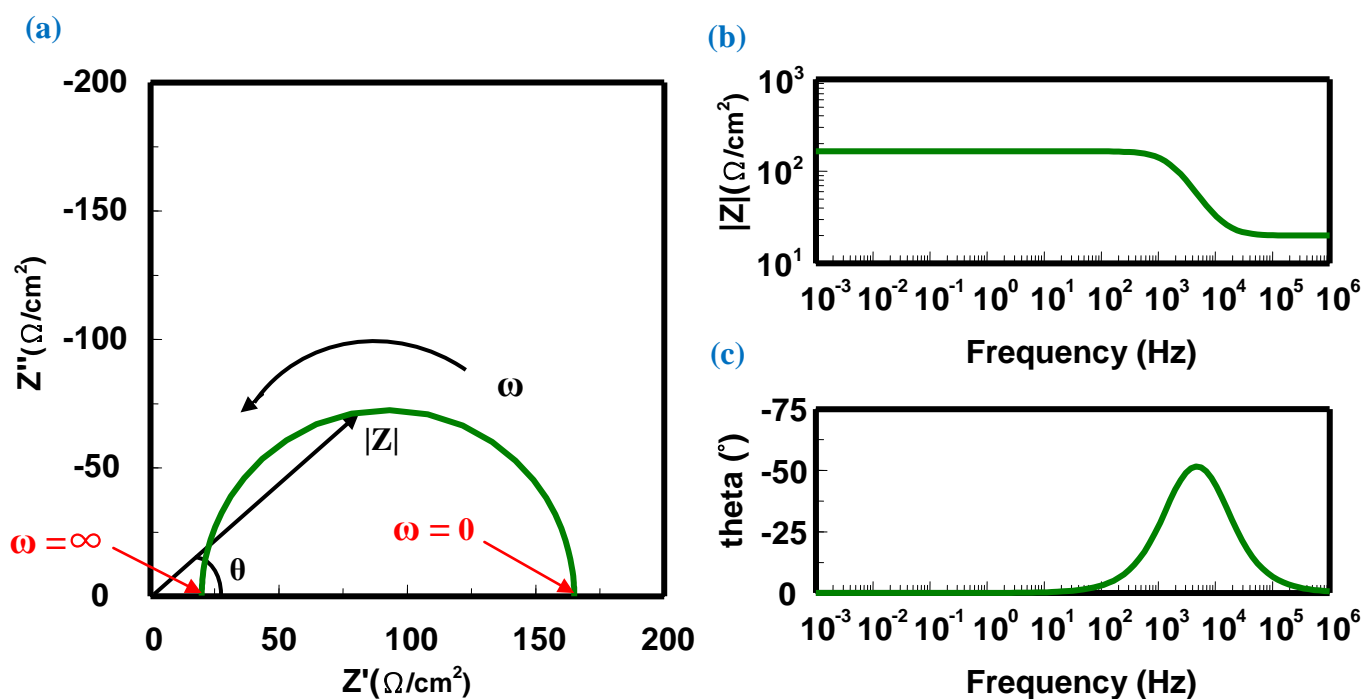 (a)
-200
-150
-100
-50
0
Z''(Ω/cm²)
0 50 100 150 200
Z'(Ω/cm²)
ω
|Z|
θ
ω = ∞
ω = 0
(b)
10³
10²
10¹
|Z|(Ω/cm²)
10⁻³ 10⁻² 10⁻¹ 10⁰ 10¹ 10² 10³ 10⁴ 10⁵ 10⁶
Frequency (Hz)
(c)
-75
-50
-25
0
theta (°)
10⁻³ 10⁻² 10⁻¹ 10⁰ 10¹ 10² 10³ 10⁴ 10⁵ 10⁶
Frequency (Hz)